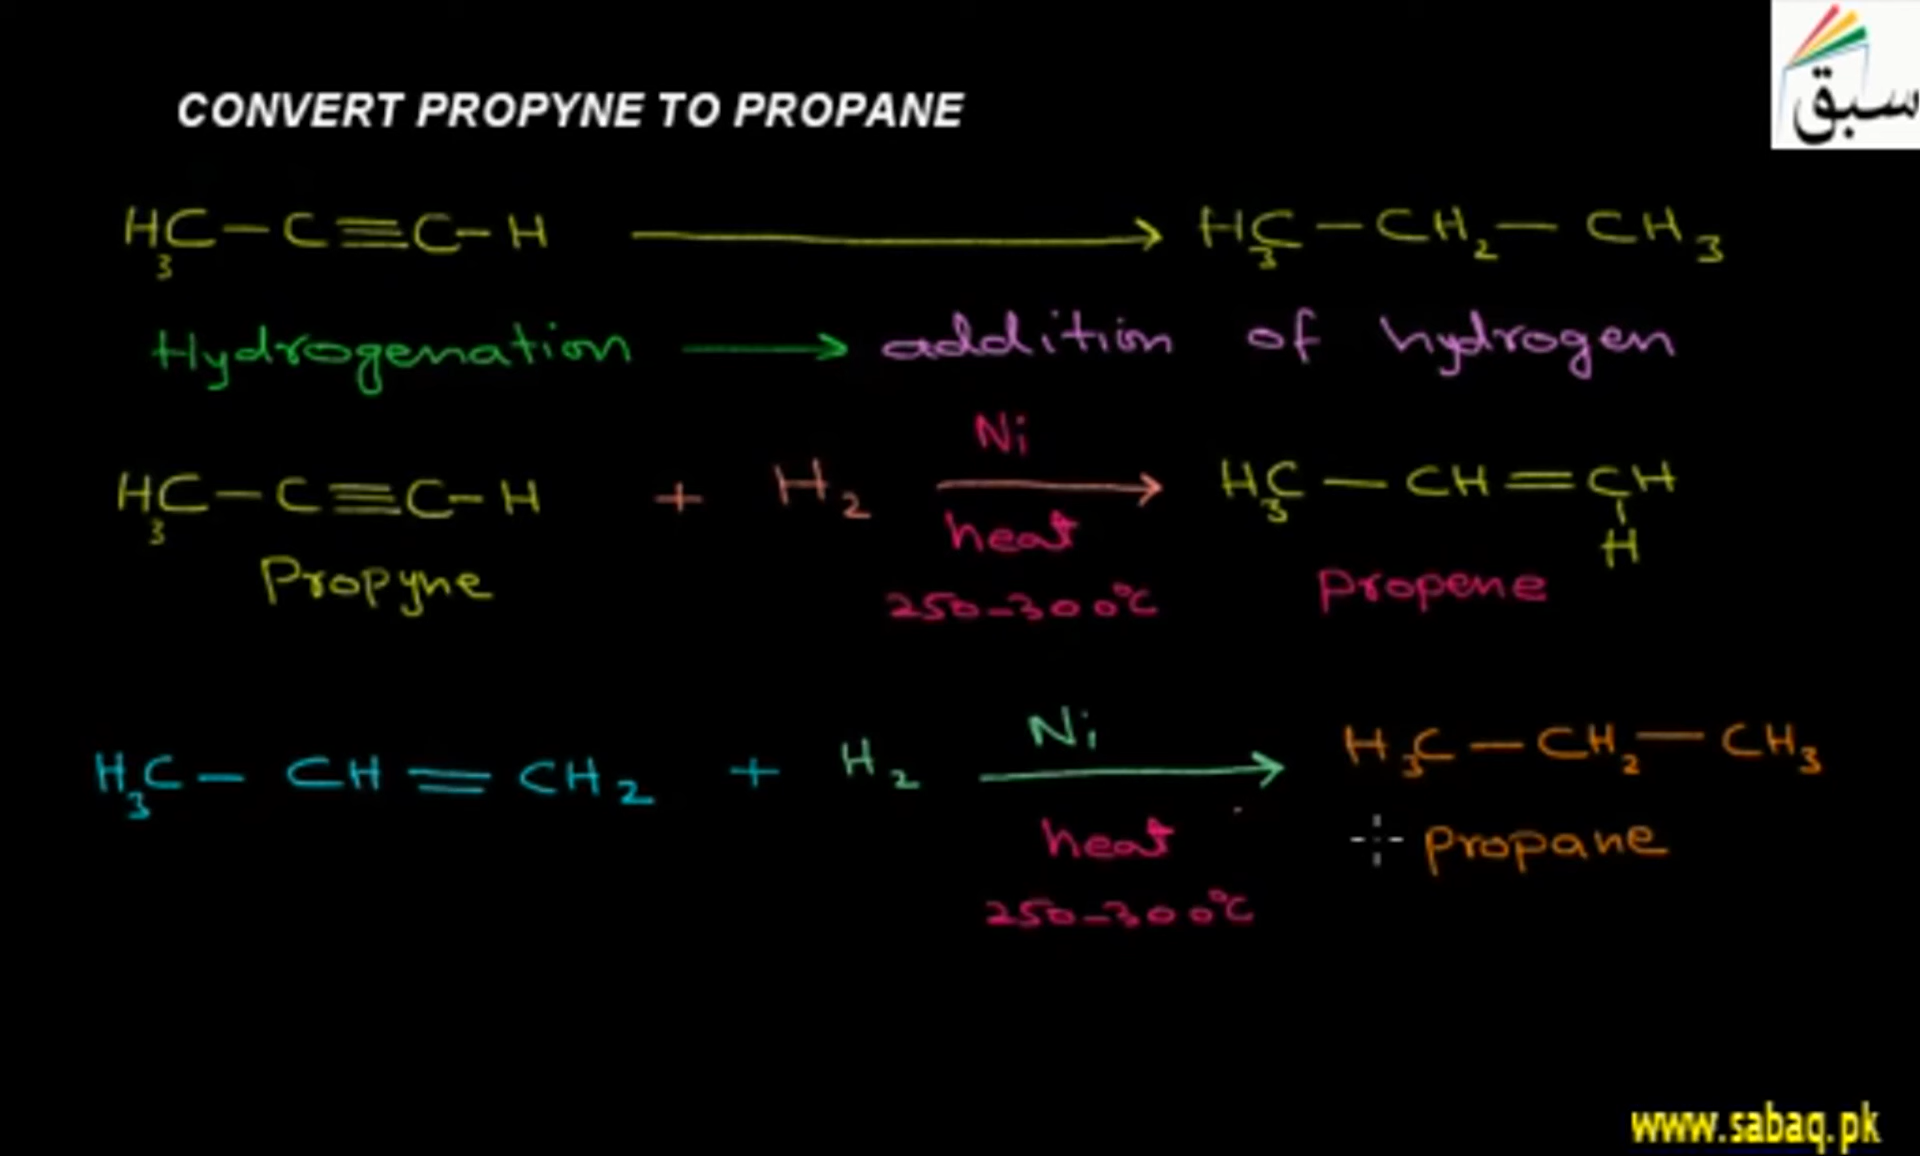 سبق
CONVERT PROPYNE TO PROPANE
H₃C — C ≡ C — H ⟶ H₃C — CH₂ — CH₃
Hydrogenation ⟶ addition of hydrogen
Ni
H₃C — C ≡ C — H + H₂ ⟶ H₃C — CH = CH
heat
H
Propyne
250-300°C
Propene
Ni
H₃C — CH = CH₂ + H₂ ⟶ H₃C — CH₂ — CH₃
heat
Propane
250-300°C
www.sabaq.pk